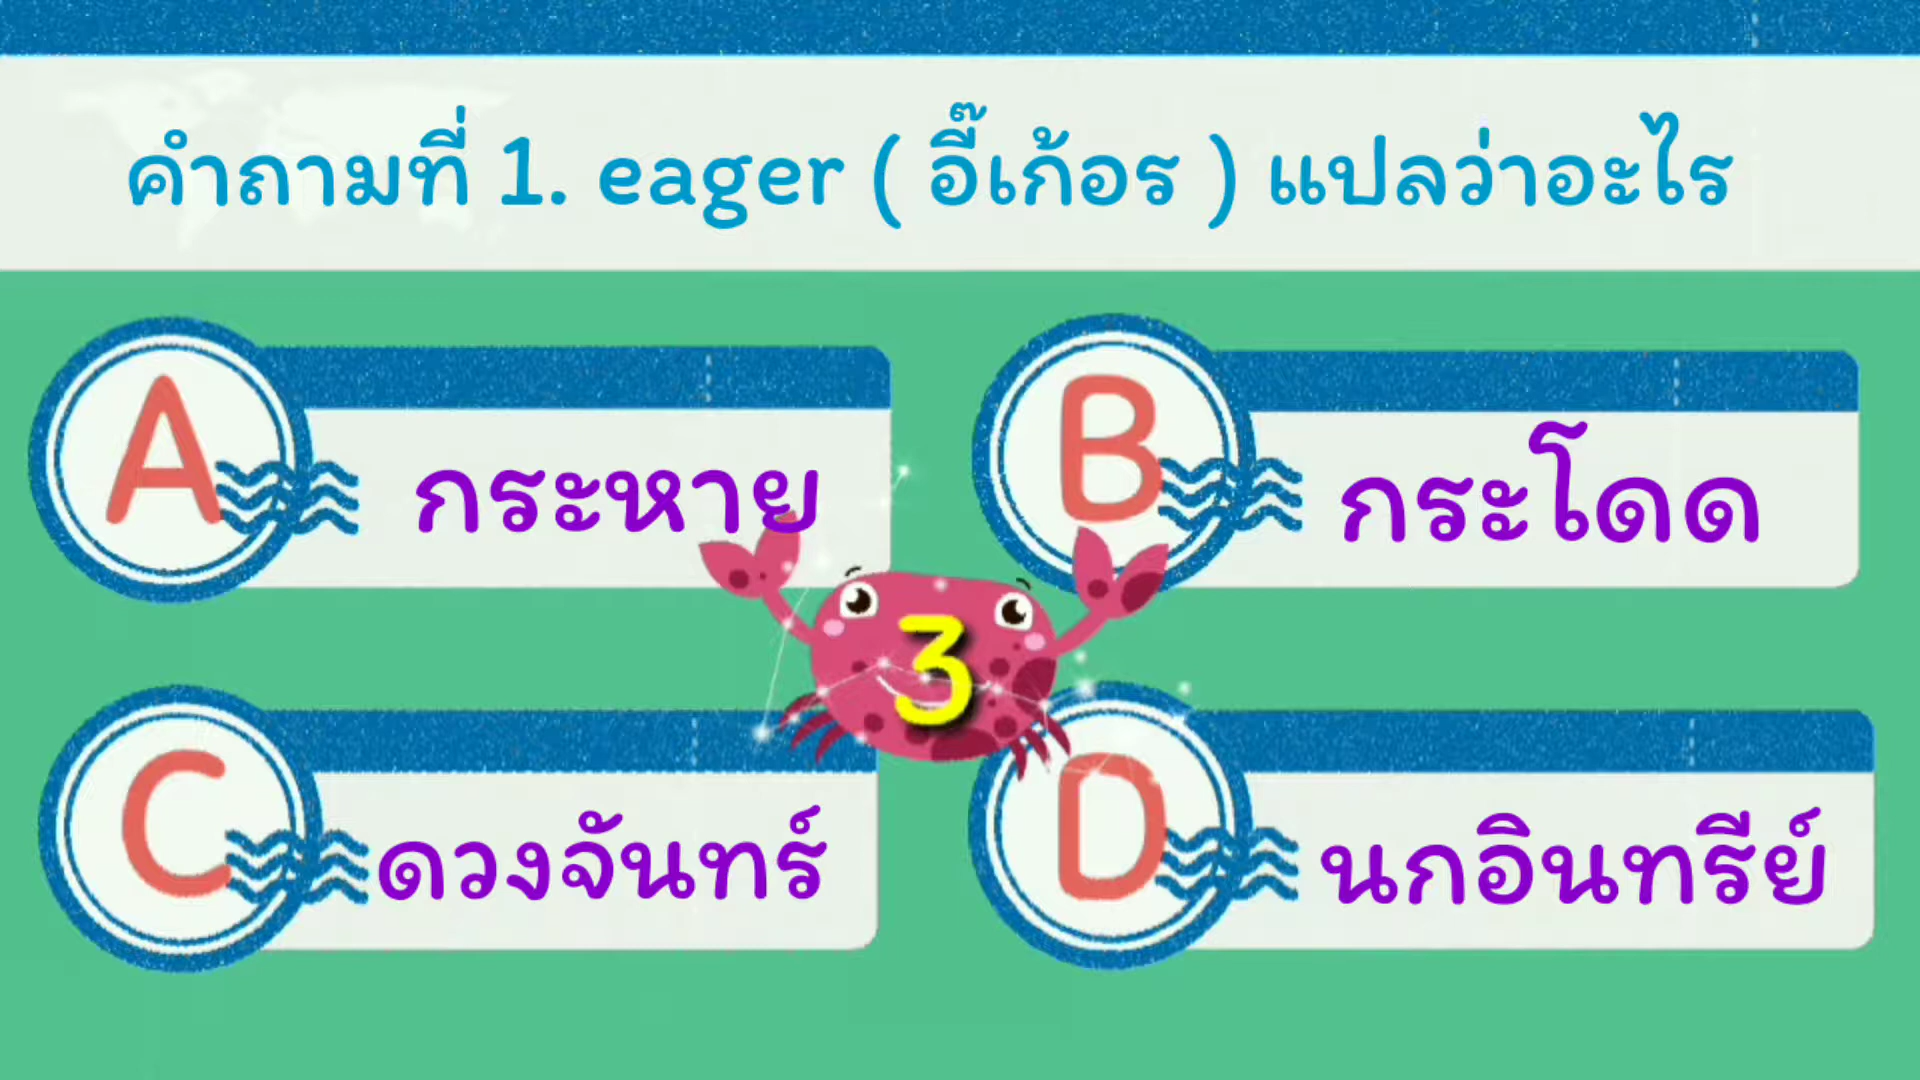 คำถามที่ 1. eager ( อี๊เก้อร ) แปลว่าอะไร
A กระหาย
B กระโดด
3
C ดวงจันทร์
D นกอินทรีย์